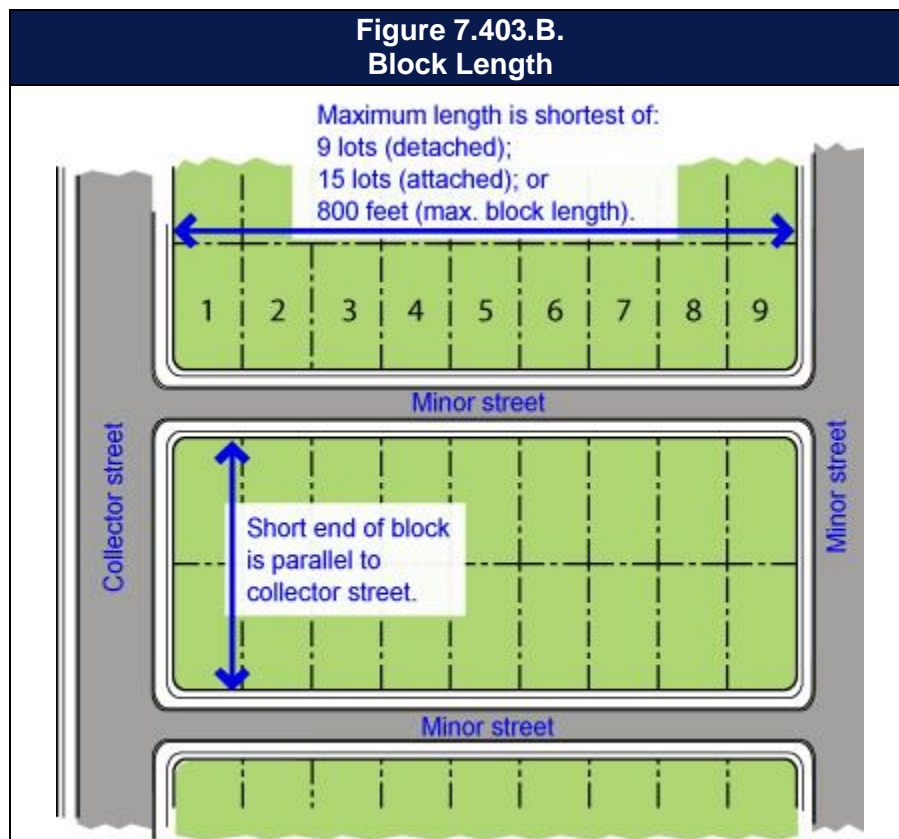 Figure 7.403.B.
Block Length
Maximum length is shortest of:
9 lots (detached);
15 lots (attached); or
800 feet (max. block length).
1 2 3 4 5 6 7 8 9
Minor street
Collector street
Minor street
Short end of block
is parallel to
collector street.
Minor street